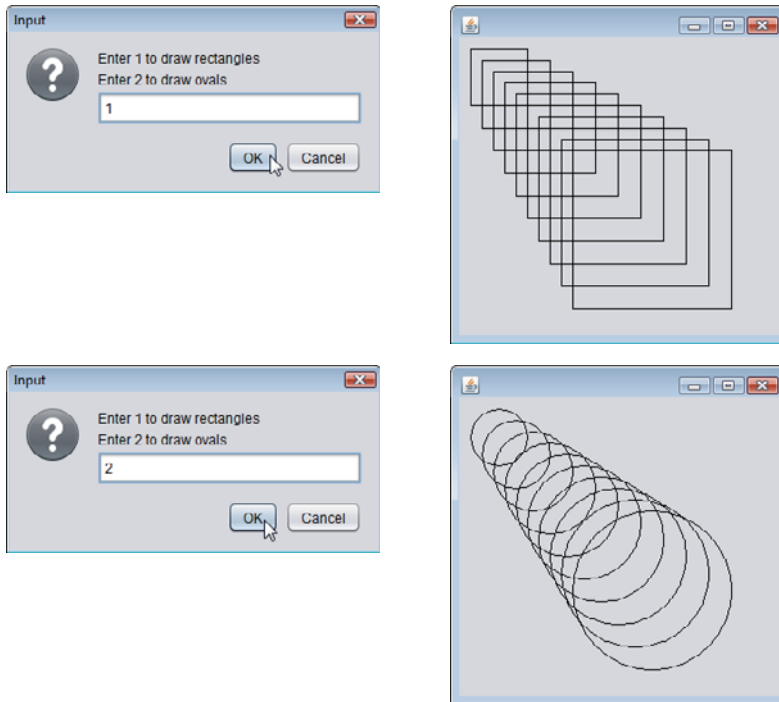 Input
Enter 1 to draw rectangles
Enter 2 to draw ovals
1
OK
Cancel
Input
Enter 1 to draw rectangles
Enter 2 to draw ovals
2
OK
Cancel